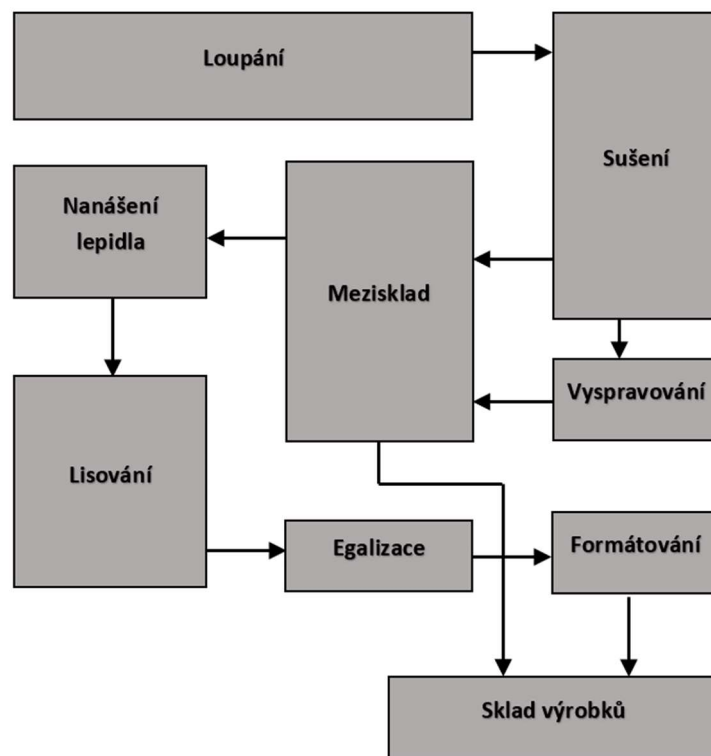 Loupání
Sušení
Nanášení
lepidla
Mezisklad
Vyspravování
Lisování
Egalizace
Formátování
Sklad výrobků